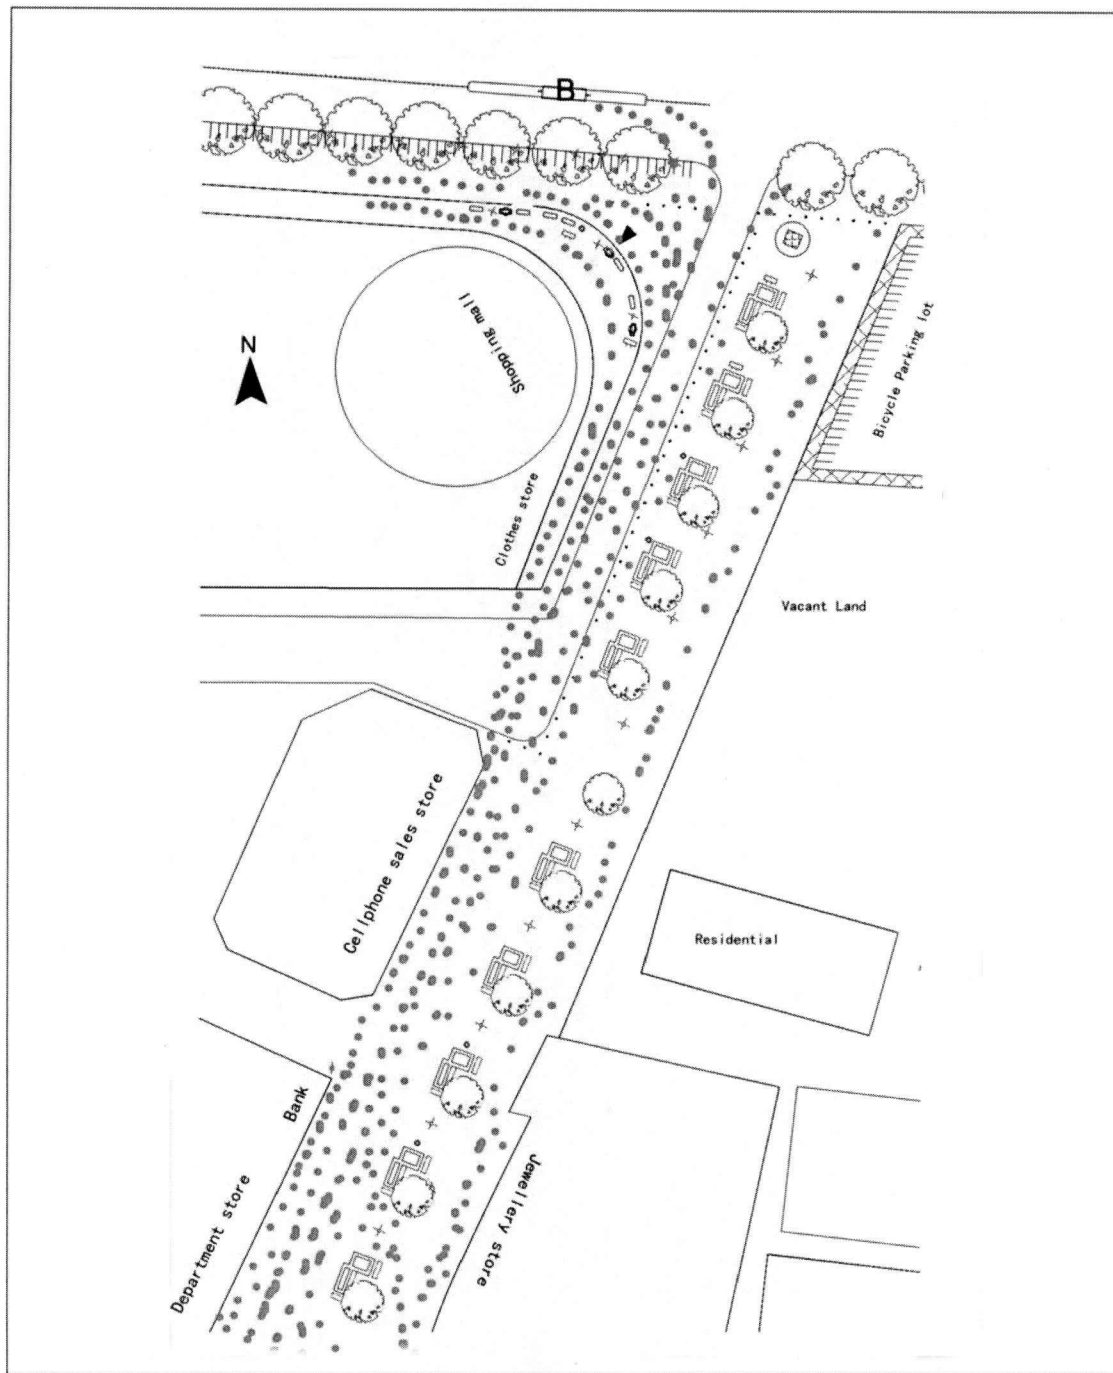 B
Shopping mall
N
Bicycle Parking lot
Clothes store
Vacant Land
Cellphone sales store
Residential
Bank
Jewellery store
Department store